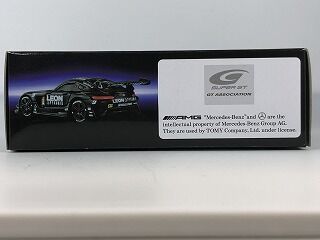 LEON
LEON
SUPER GT
GT ASSOCIATION
AMG "Mercedes-Benz" and are the
intellectual property of Mercedes-Benz Group AG.
They are used by TOMY Company, Ltd. under license.